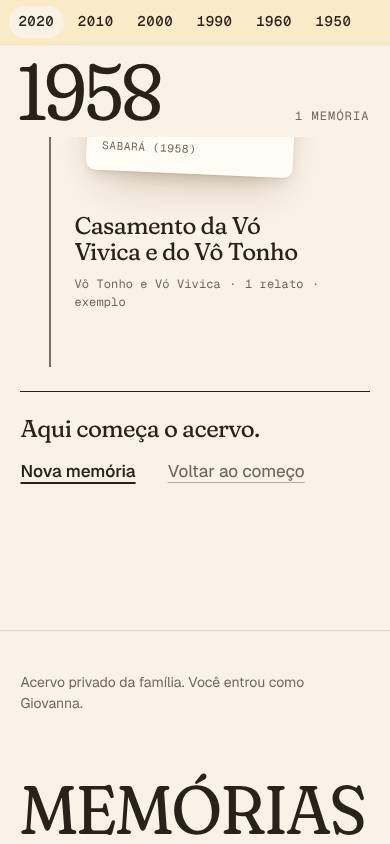 2020 2010 2000 1990 1960 1950
1958
1 MEMÓRIA
SABARÁ (1958)
Casamento da Vó
Vivica e do Vô Tonho
Vô Tonho e Vó Vivica · 1 relato ·
exemplo
Aqui começa o acervo.
Nova memória Voltar ao começo
Acervo privado da família. Você entrou como
Giovanna.
MEMÓRIAS